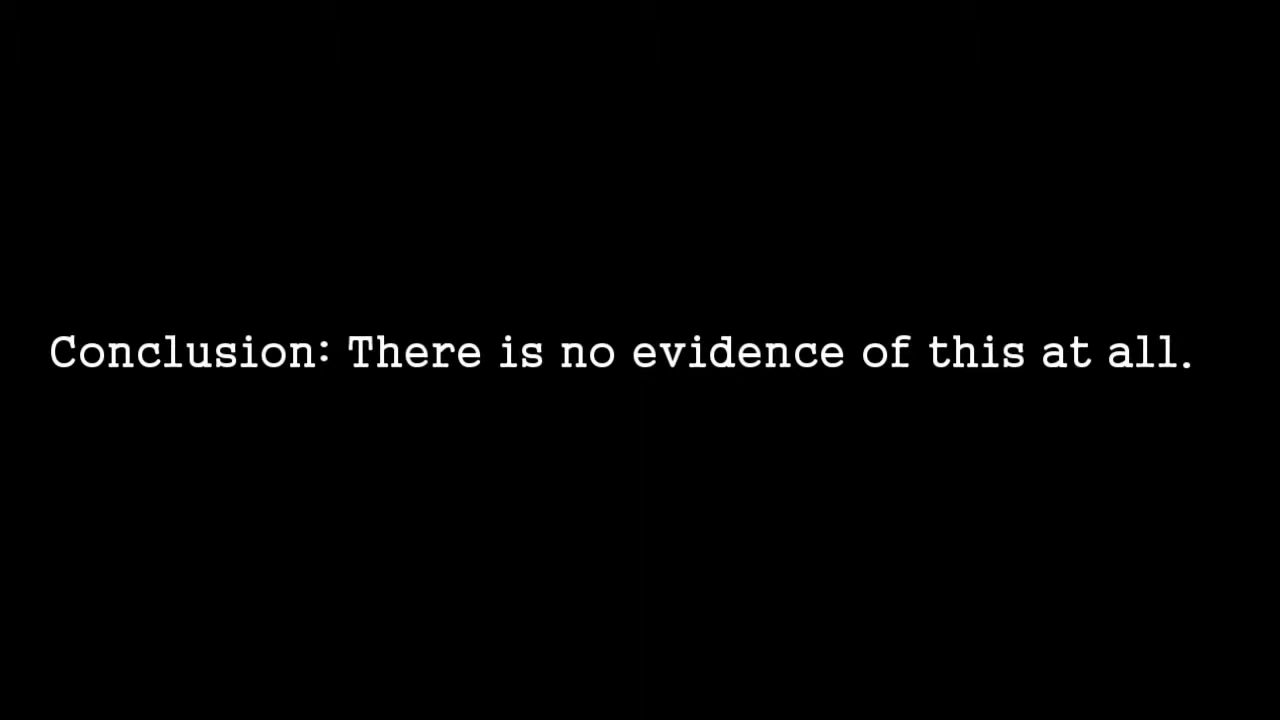 Conclusion: There is no evidence of this at all.